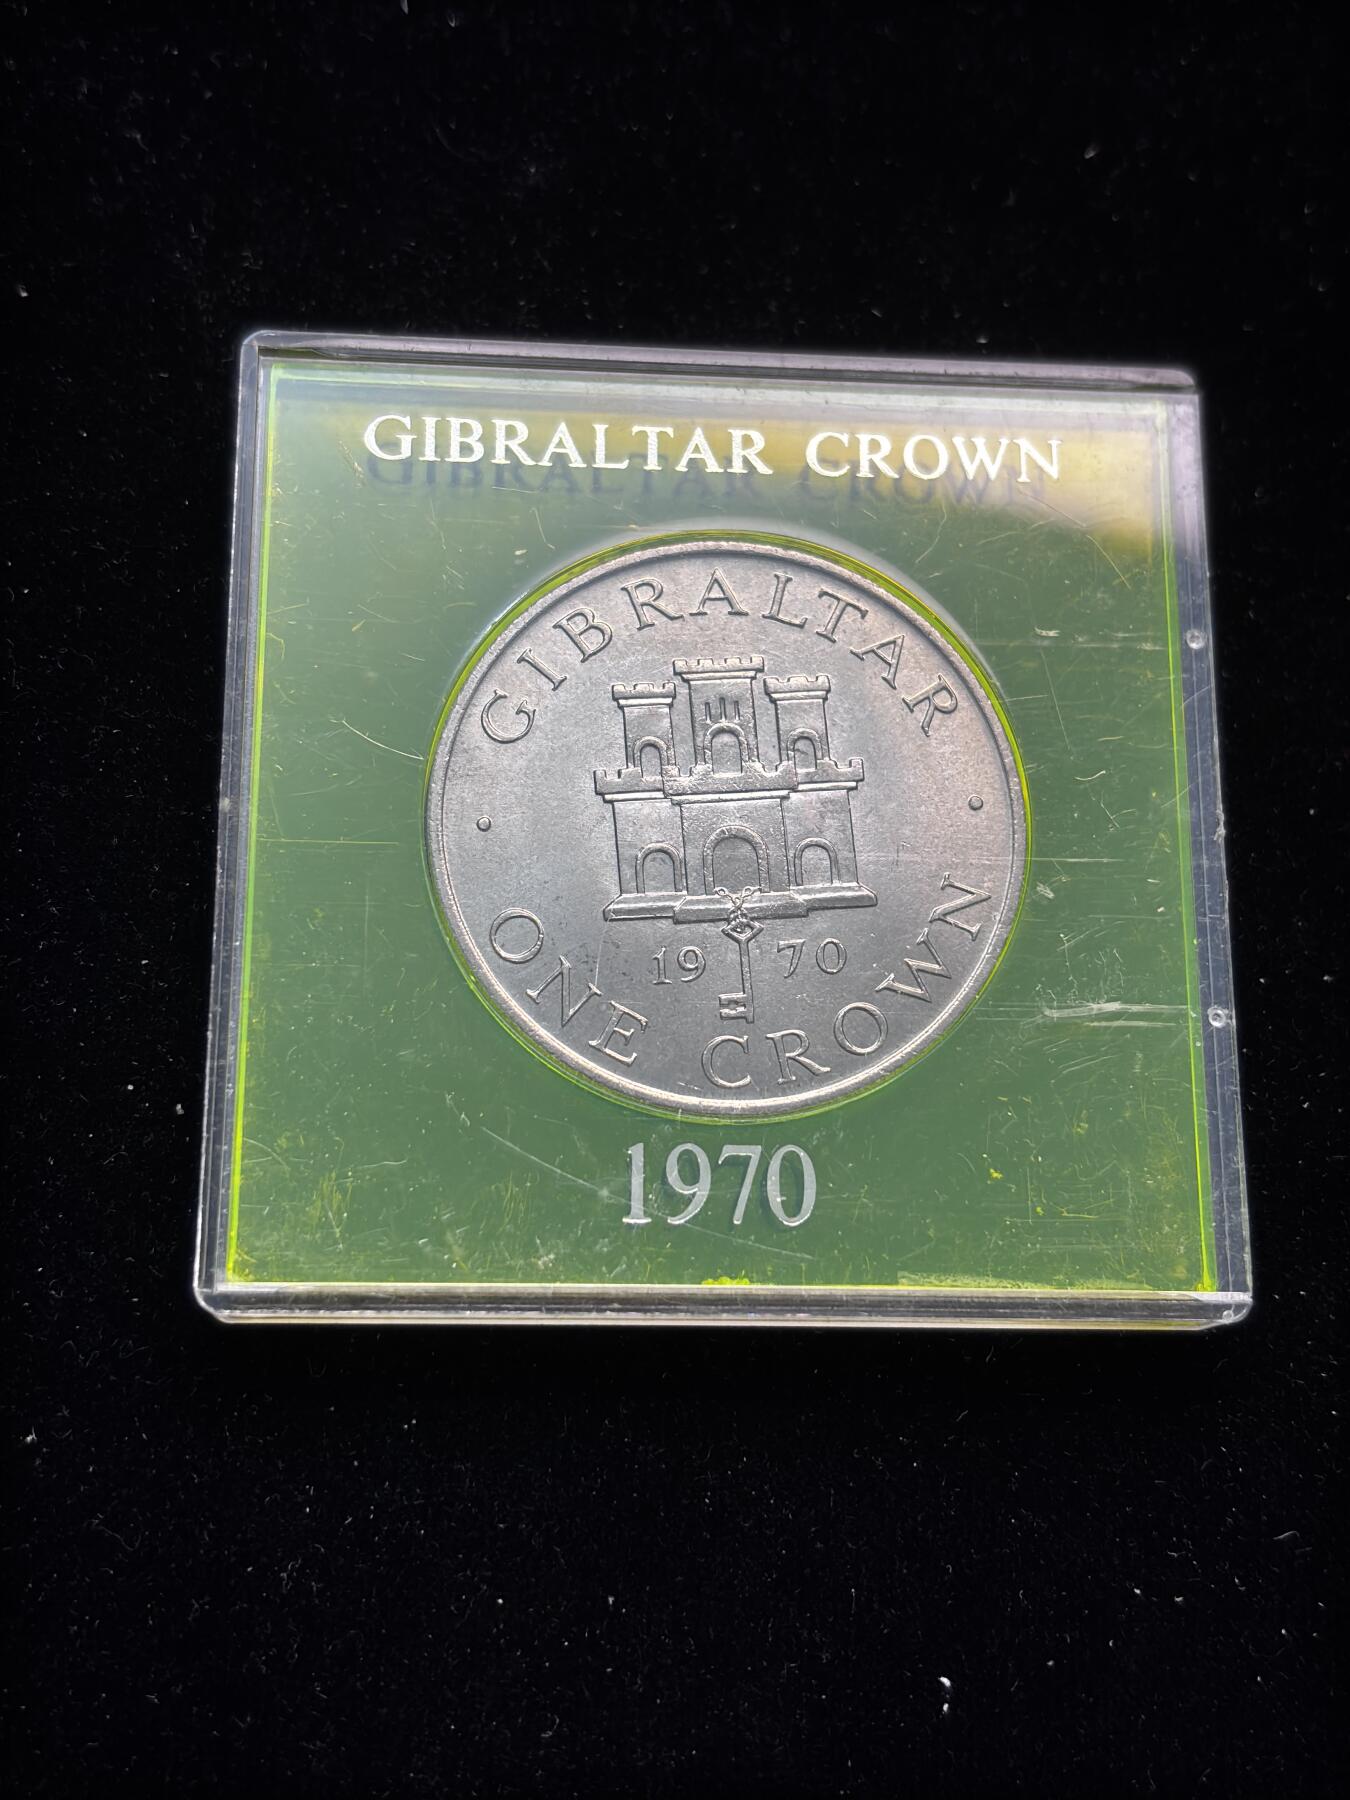 GIBRALTAR CROWN
GIBRALTAR
19 70
ONE CROWN
1970